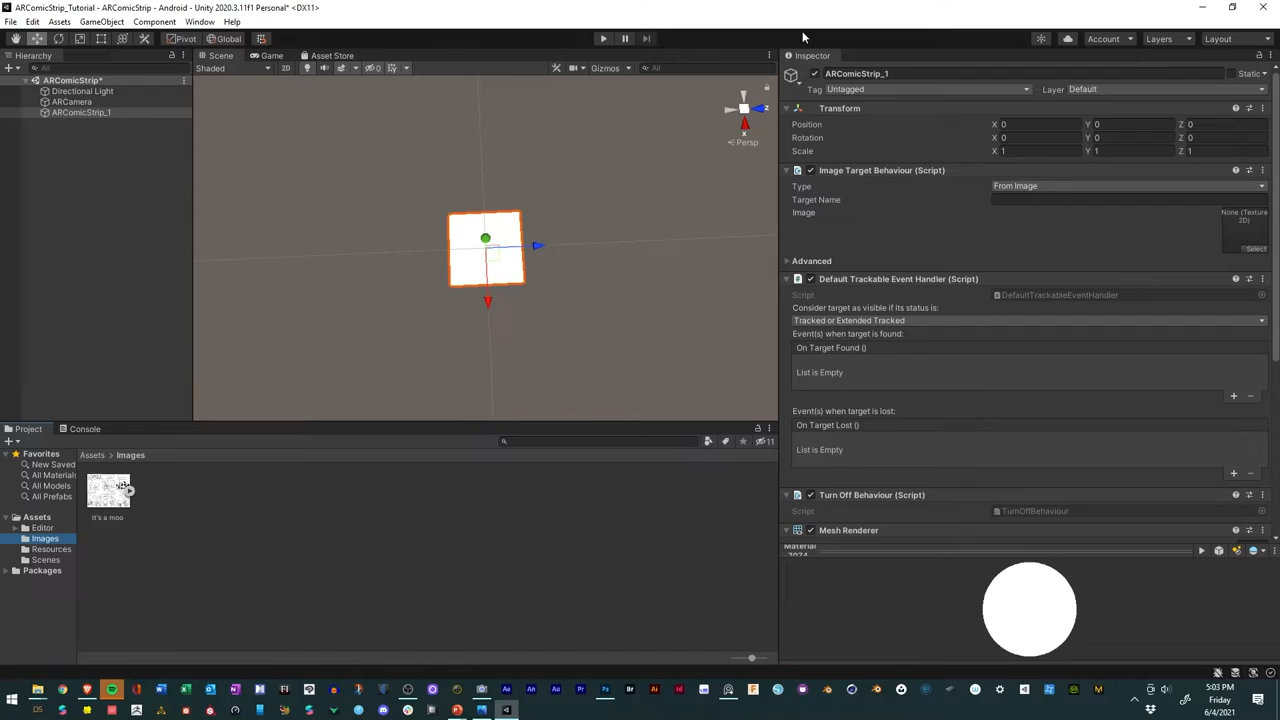 ARComicStrip_Tutorial - ARComicStrip - Android - Unity 2020.3.11f1 Personal* <DX11>
File Edit Assets GameObject Component Window Help
Pivot Global Account Layers Layout
Hierarchy
All
ARComicStrip*
Directional Light
ARCamera
ARComicStrip_1
Scene Game Asset Store
Shaded 2D 0 Gizmos All
z
x
< Persp
Inspector
ARComicStrip_1 Static
Tag Untagged Layer Default
Transform
Position X 0 Y 0 Z 0
Rotation X 0 Y 0 Z 0
Scale X 1 Y 1 Z 1
Image Target Behaviour (Script)
Type From Image
Target Name
Image None (Texture 2D)
Select
Advanced
Default Trackable Event Handler (Script)
Script DefaultTrackableEventHandler
Consider target as visible if its status is:
Tracked or Extended Tracked
Event(s) when target is found:
On Target Found ()
List is Empty
Event(s) when target is lost:
On Target Lost ()
List is Empty
Turn Off Behaviour (Script)
Script TurnOffBehaviour
Mesh Renderer
Material
Project Console
11
Favorites
New Saved
All Materials
All Models
All Prefabs
Assets
Editor
Images
Resources
Scenes
Packages
Assets > Images
It's a moo
5:03 PM
Friday
6/4/2021